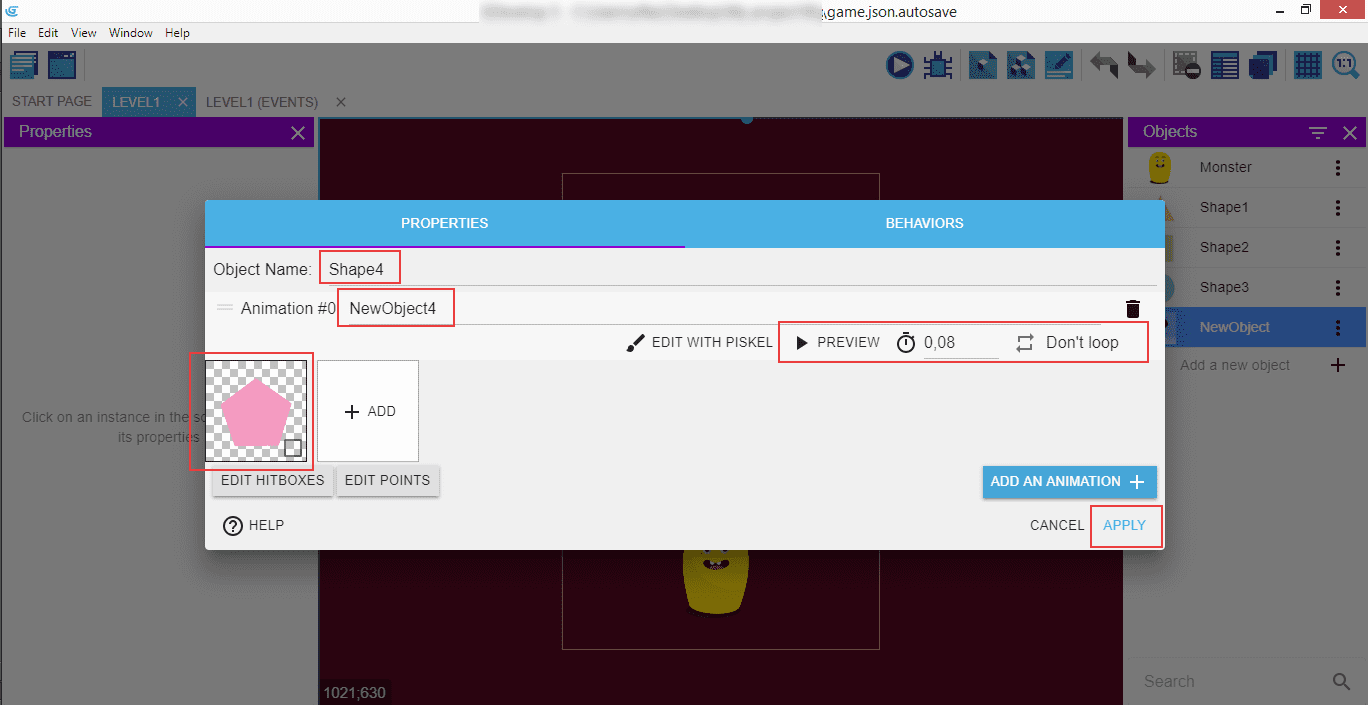 \game.json.autosave
File Edit View Window Help
1:1
START PAGE LEVEL1 LEVEL1 (EVENTS)
Properties
Objects
Monster
Shape1
Shape2
Shape3
NewObject
Add a new object
Click on an instance in the
its properties
PROPERTIES BEHAVIORS
Object Name: Shape4
Animation #0 NewObject4
EDIT WITH PISKEL PREVIEW 0,08 Don't loop
ADD
EDIT HITBOXES EDIT POINTS
ADD AN ANIMATION
HELP
CANCEL APPLY
1021;630
Search